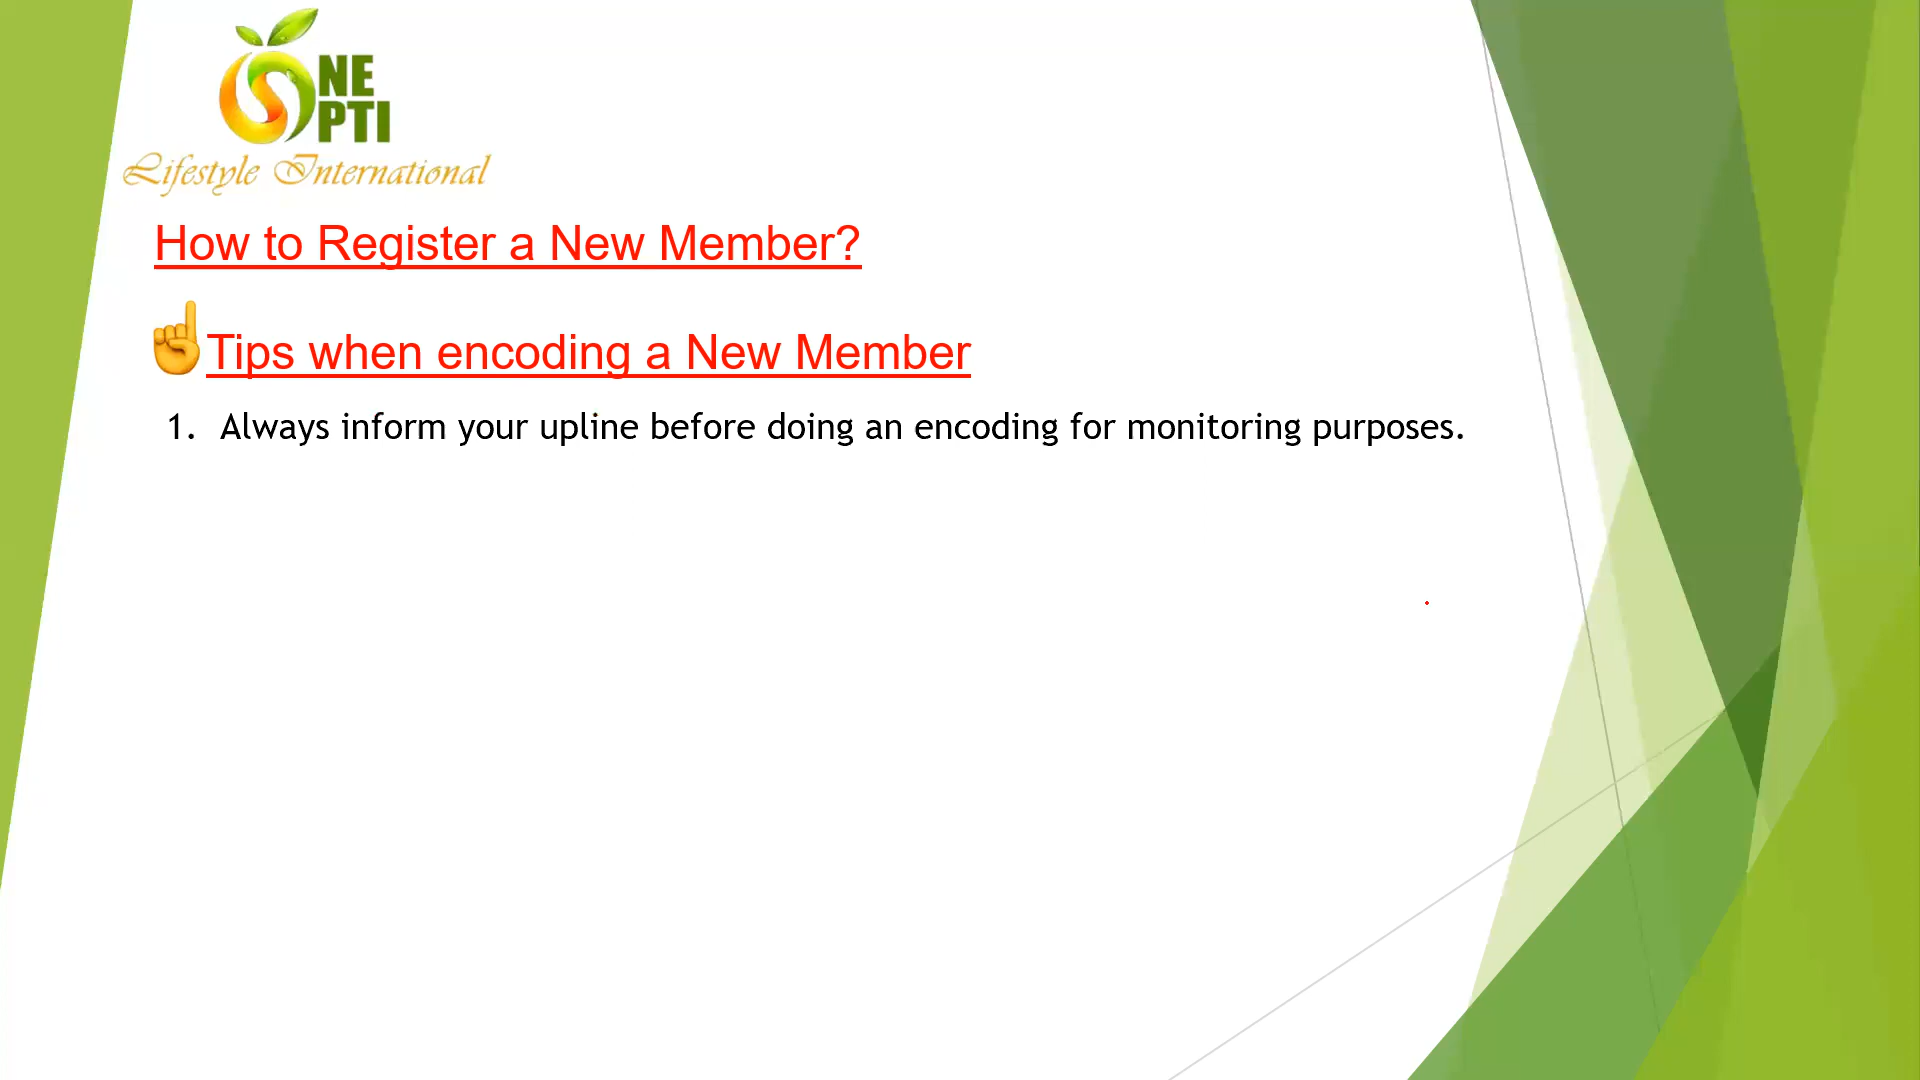 ONE
OPTI
Lifestyle International
How to Register a New Member?
☝Tips when encoding a New Member
1. Always inform your upline before doing an encoding for monitoring purposes.